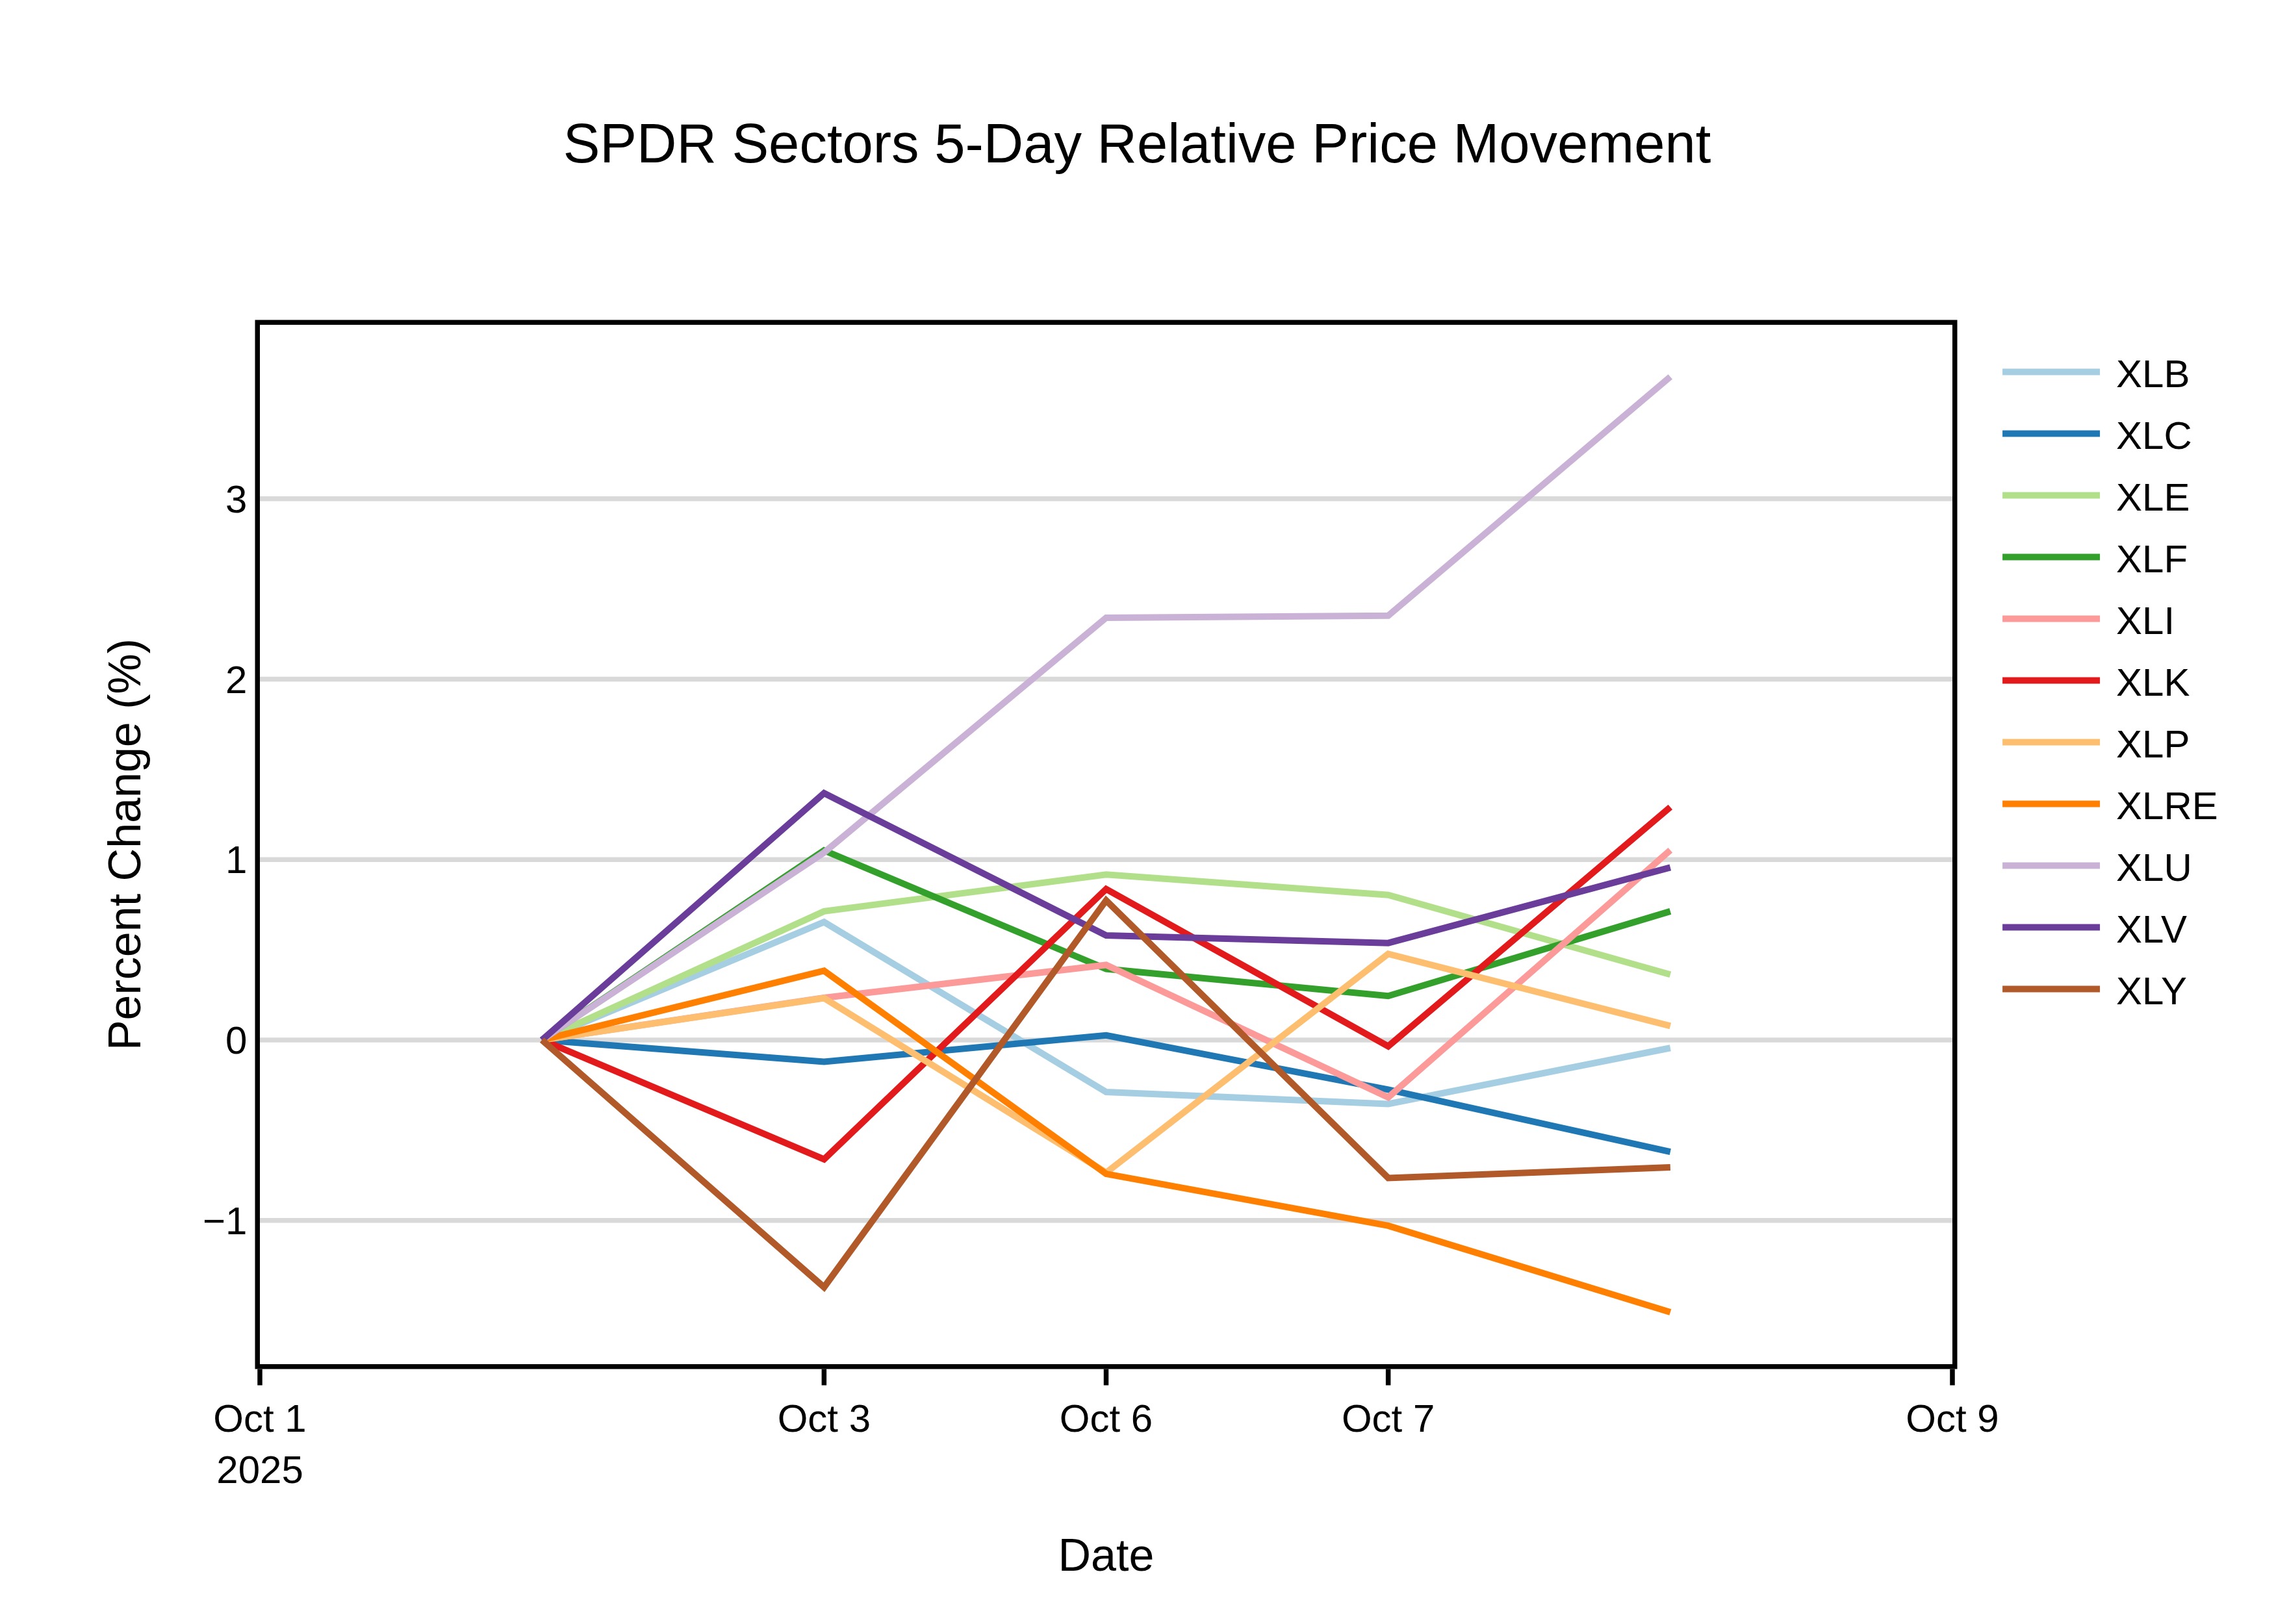 SPDR Sectors 5-Day Relative Price Movement
Percent Change (%)
3
2
1
0
−1
Oct 1
2025
Oct 3
Oct 6
Oct 7
Oct 9
Date
XLB
XLC
XLE
XLF
XLI
XLK
XLP
XLRE
XLU
XLV
XLY